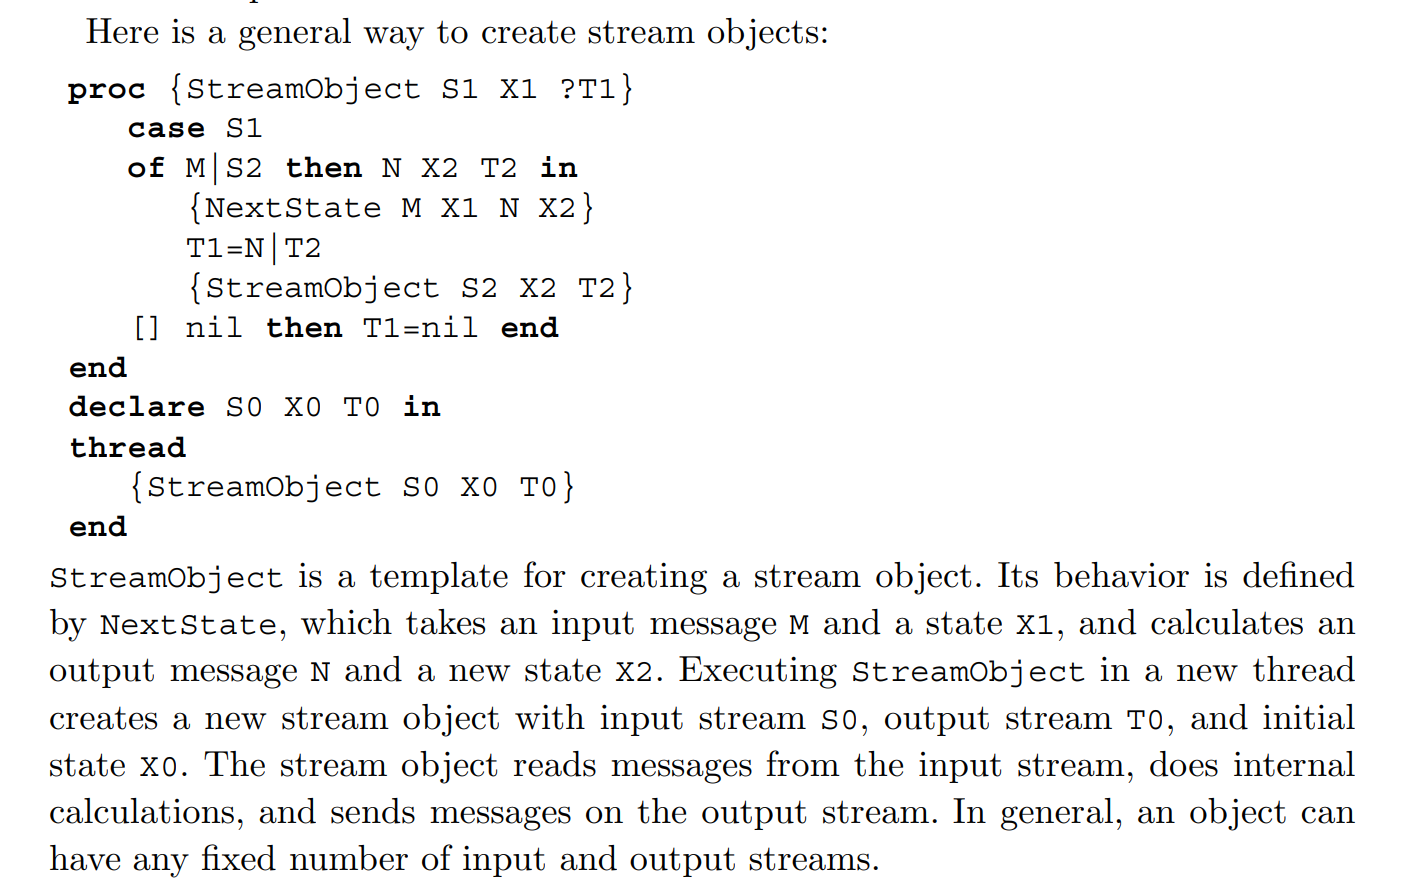 Here is a general way to create stream objects:
proc {StreamObject S1 X1 ?T1}
case S1
of M|S2 then N X2 T2 in
{NextState M X1 N X2}
T1=N|T2
{StreamObject S2 X2 T2}
[] nil then T1=nil end
end
declare S0 X0 T0 in
thread
{StreamObject S0 X0 T0}
end
StreamObject is a template for creating a stream object. Its behavior is defined
by NextState, which takes an input message M and a state X1, and calculates an
output message N and a new state X2. Executing StreamObject in a new thread
creates a new stream object with input stream S0, output stream T0, and initial
state X0. The stream object reads messages from the input stream, does internal
calculations, and sends messages on the output stream. In general, an object can
have any fixed number of input and output streams.